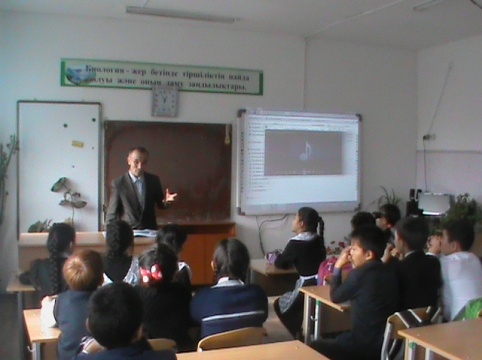 Биология - жер бетінде тіршіліктің пайда
болуы және оның даму заңдылықтары.